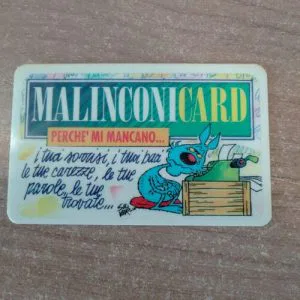 MALINCONICARD
PERCHE' MI MANCANO...
i tuoi sorrisi, i tuoi baci
le tue carezze, le tue
parole, le tue
trovate...